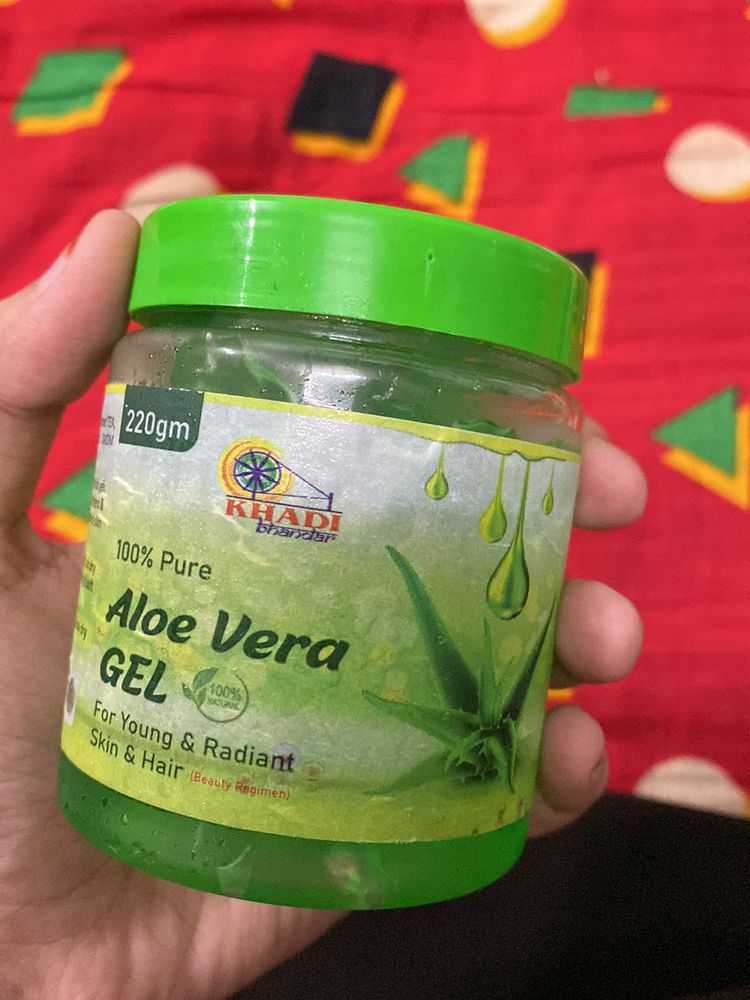 220gm
KHADI
bhandar
100% Pure
Aloe Vera
GEL
100%
NATURAL
For Young & Radiant
Skin & Hair (Beauty Regimen)